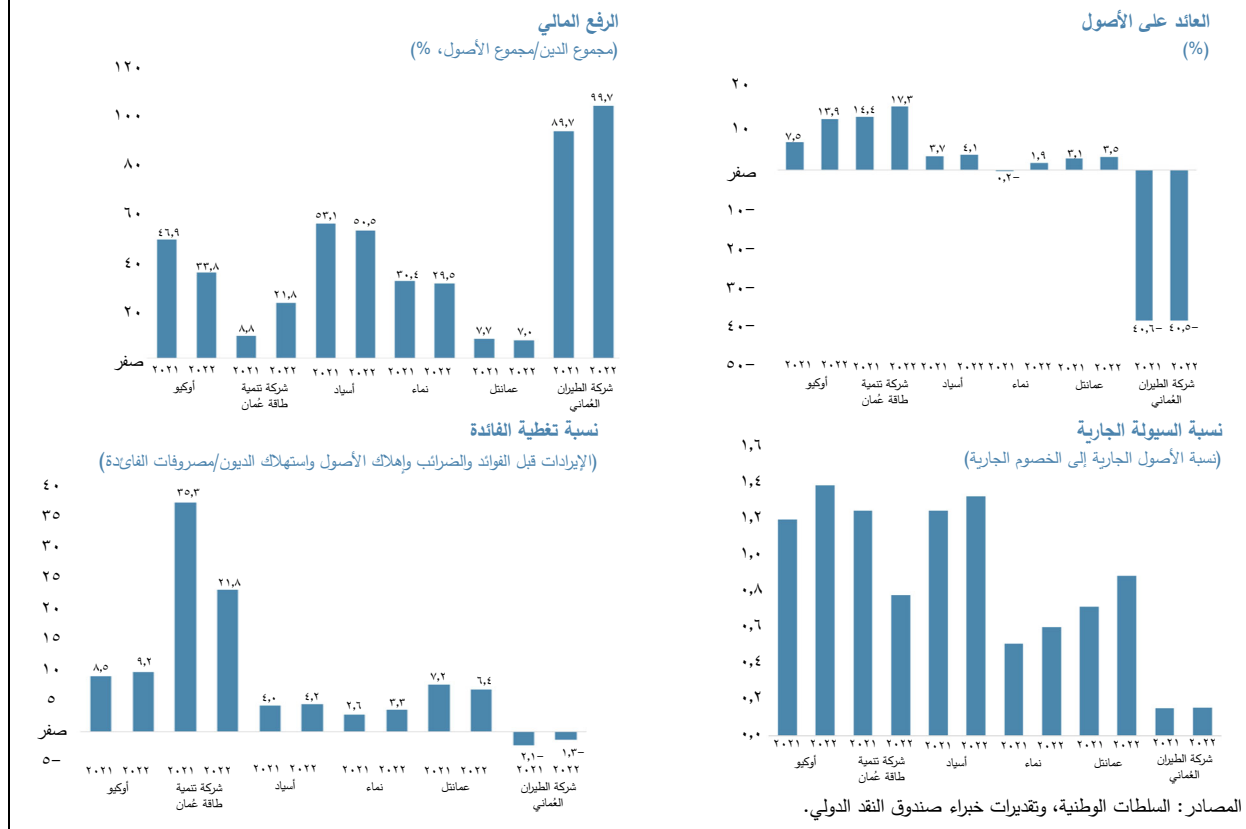 العائد على الأصول
(%)
٢٠
١٠
صفر
١٠−
٢٠−
٣٠−
٤٠−
٥٠−
٧,٥ ١٣,٩ ١٤,٤ ١٧,٣ ٣,٧ ٤,١ ٠,٢− ١,٩ ٣,١ ٣,٥ ٤٠,٦− ٤٠,٥−
٢٠٢١ ٢٠٢٢ ٢٠٢١ ٢٠٢٢ ٢٠٢١ ٢٠٢٢ ٢٠٢١ ٢٠٢٢ ٢٠٢١ ٢٠٢٢ ٢٠٢١ ٢٠٢٢
أوكيو
شركة تنمية
طاقة عُمان
أسياد
نماء
عمانتل
شركة الطيران
العُماني
الرفع المالي
(مجموع الدين/مجموع الأصول، %)
١٢٠
١٠٠
٨٠
٦٠
٤٠
٢٠
صفر
٤٦,٩ ٣٣,٨ ٨,٨ ٢١,٨ ٥٣,١ ٥٠,٥ ٣٠,٤ ٢٩,٥ ٧,٧ ٧,٠ ٨٩,٧ ٩٩,٧
٢٠٢١ ٢٠٢٢ ٢٠٢١ ٢٠٢٢ ٢٠٢١ ٢٠٢٢ ٢٠٢١ ٢٠٢٢ ٢٠٢١ ٢٠٢٢ ٢٠٢١ ٢٠٢٢
أوكيو
شركة تنمية
طاقة عُمان
أسياد
نماء
عمانتل
شركة الطيران
العُماني
نسبة السيولة الجارية
(نسبة الأصول الجارية إلى الخصوم الجارية)
١,٦
١,٤
١,٢
١,٠
٠,٨
٠,٦
٠,٤
٠,٢
٠,٠
٢٠٢١ ٢٠٢٢ ٢٠٢١ ٢٠٢٢ ٢٠٢١ ٢٠٢٢ ٢٠٢١ ٢٠٢٢ ٢٠٢١ ٢٠٢٢ ٢٠٢١ ٢٠٢٢
أوكيو
شركة تنمية
طاقة عُمان
أسياد
نماء
عمانتل
شركة الطيران
العُماني
نسبة تغطية الفائدة
(الإيرادات قبل الفوائد والضرائب وإهلاك الأصول واستهلاك الديون/مصروفات الفائدة)
٤٠
٣٥
٣٠
٢٥
٢٠
١٥
١٠
٥
صفر
٥−
٨,٥ ٩,٢ ٣٥,٣ ٢١,٨ ٤,٠ ٤,٢ ٢,٦ ٣,٣ ٧,٢ ٦,٤ ٢,١− ١,٣−
٢٠٢١ ٢٠٢٢ ٢٠٢١ ٢٠٢٢ ٢٠٢١ ٢٠٢٢ ٢٠٢١ ٢٠٢٢ ٢٠٢١ ٢٠٢٢ ٢٠٢١ ٢٠٢٢
أوكيو
شركة تنمية
طاقة عُمان
أسياد
نماء
عمانتل
شركة الطيران
العُماني
المصادر: السلطات الوطنية، وتقديرات خبراء صندوق النقد الدولي.